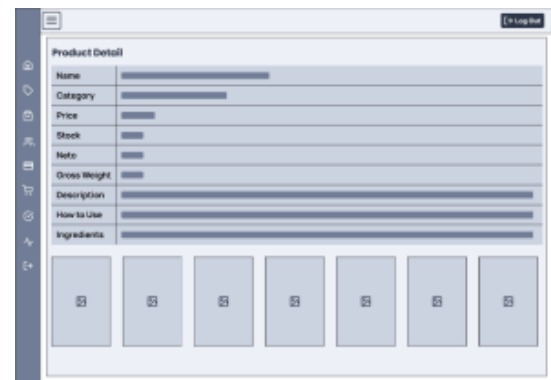 Log Out
Product Detail
Name
Category
Price
Stock
Neto
Gross Weight
Description
How to Use
Ingredients